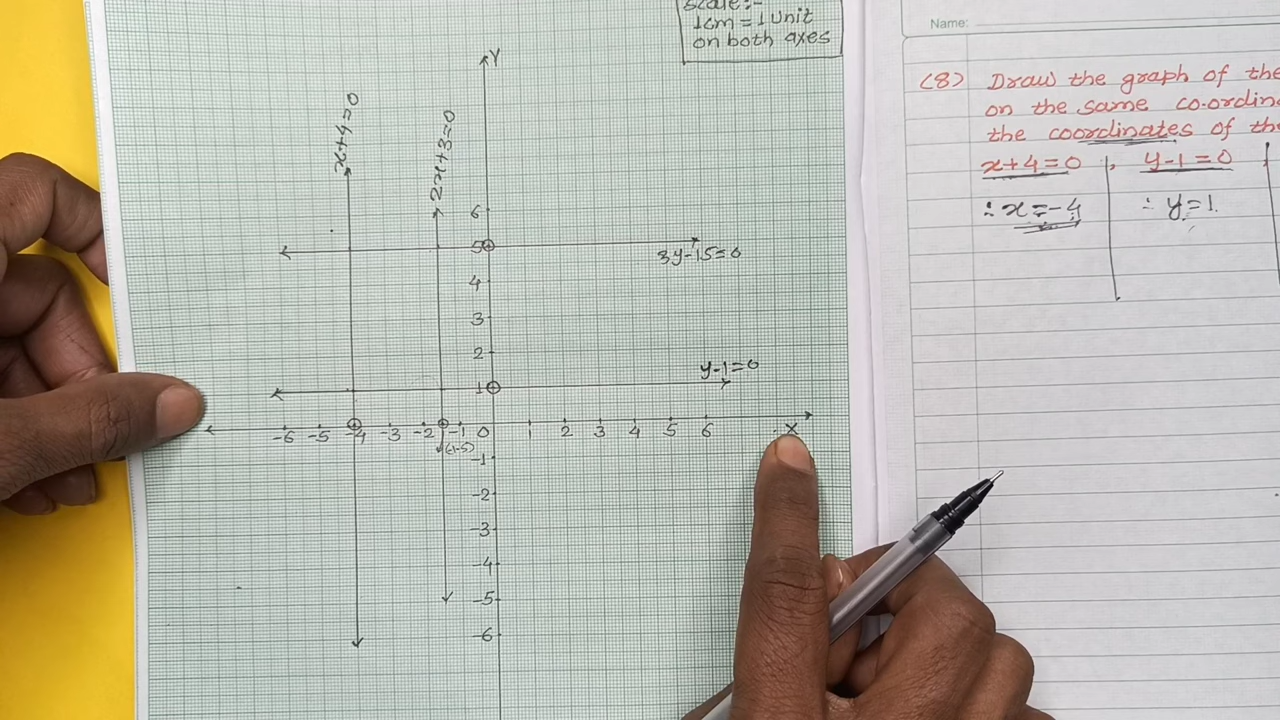 Scale:-
1cm = 1 Unit
on both axes
Y
x+4=0
2x+3=0
6
5
3y-15=0
4
3
2
y-1=0
1
-6 -5 -4 -3 -2 -1 0 1 2 3 4 5 6 X
(-1.5)
-1
-2
-3
-4
-5
-6
Name:
(8) Draw the graph of the
on the same co-ordin
the coordinates of th
x+4=0 , y-1=0 ,
∴ x=-4 ∴ y=1.